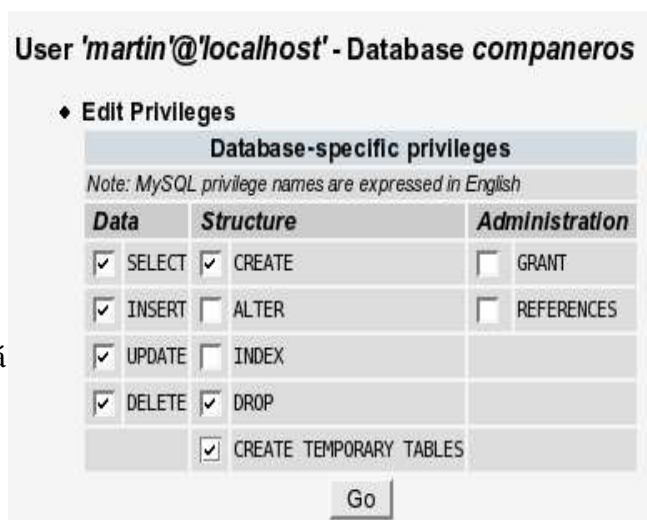 User 'martin'@'localhost' - Database companeros
Edit Privileges
Database-specific privileges
Note: MySQL privilege names are expressed in English
Data Structure Administration
SELECT CREATE GRANT
INSERT ALTER REFERENCES
á
UPDATE INDEX
DELETE DROP
CREATE TEMPORARY TABLES
Go